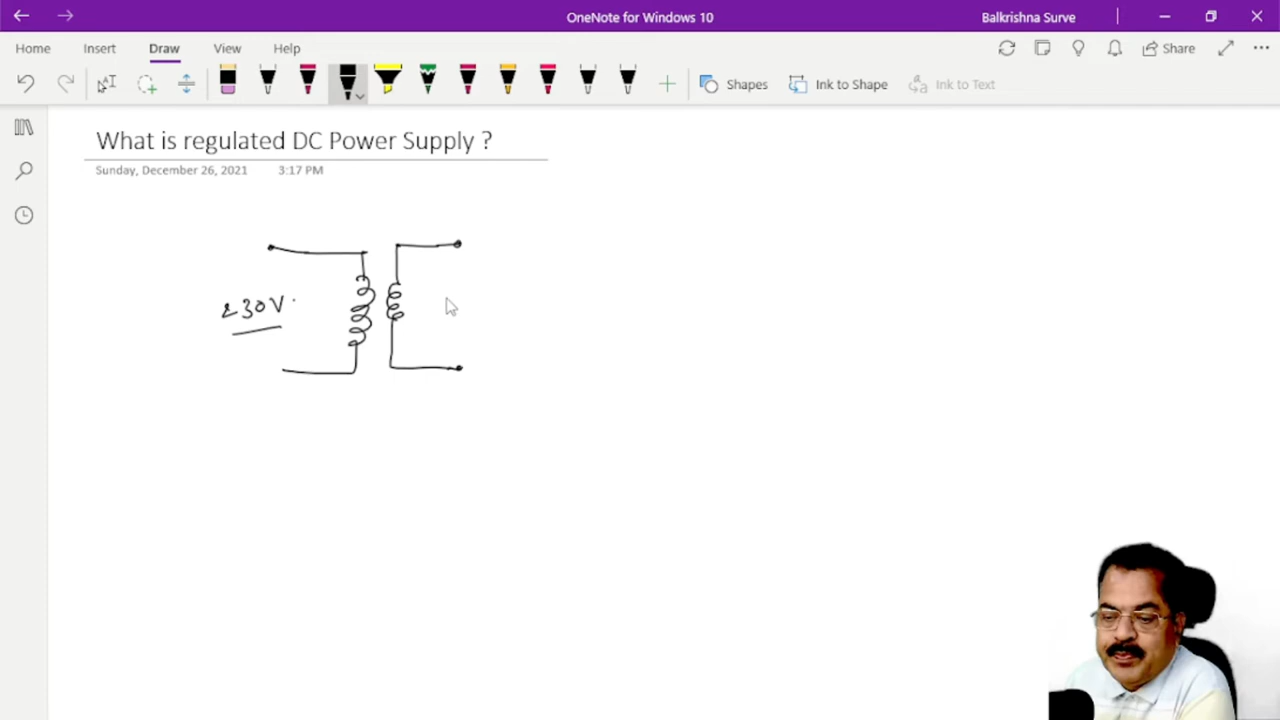 OneNote for Windows 10
Balkrishna Surve
Home Insert Draw View Help
Share
Shapes Ink to Shape Ink to Text
What is regulated DC Power Supply ?
Sunday, December 26, 2021 3:17 PM
230V